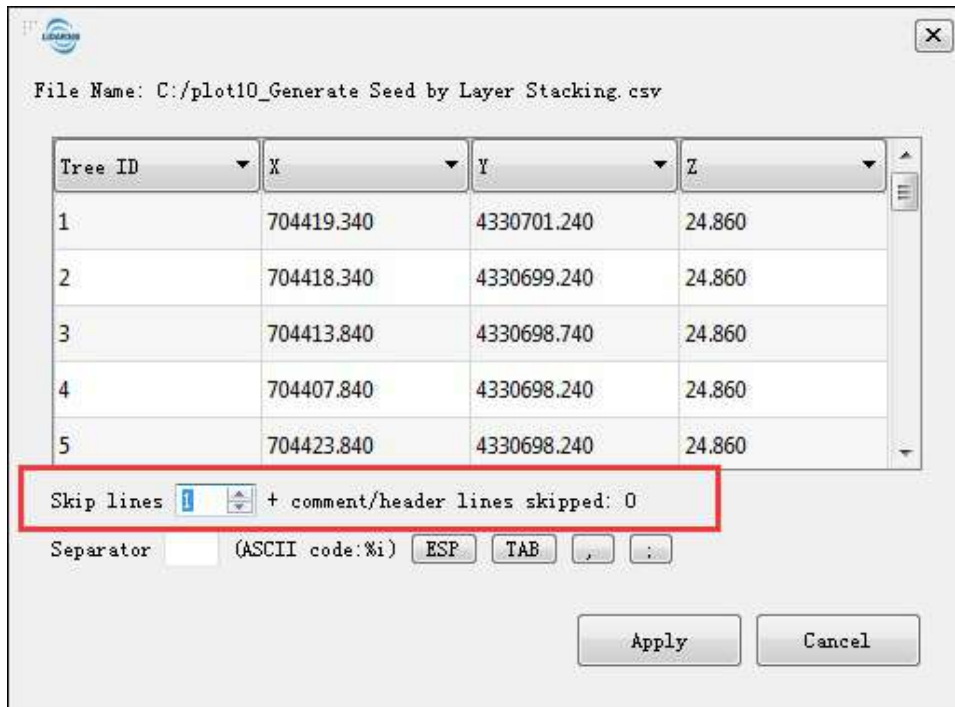 LiDAR360
File Name: C:/plot10_Generate Seed by Layer Stacking.csv
Tree ID X Y Z
1 704419.340 4330701.240 24.860
2 704418.340 4330699.240 24.860
3 704413.840 4330698.740 24.860
4 704407.840 4330698.240 24.860
5 704423.840 4330698.240 24.860
Skip lines 1 + comment/header lines skipped: 0
Separator (ASCII code:%i) ESP TAB , ;
Apply Cancel